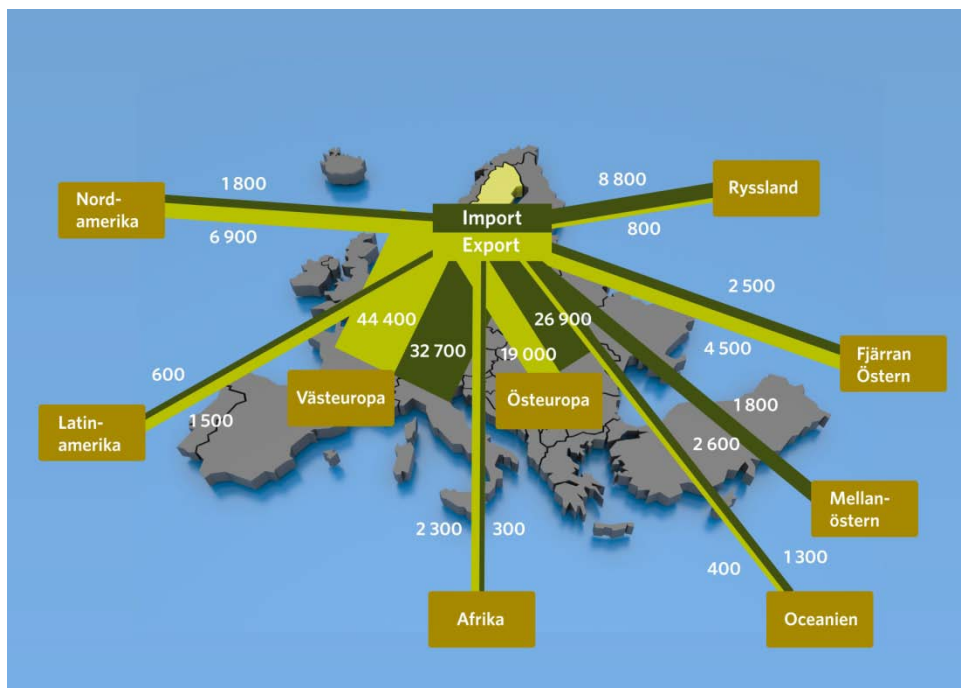 1 800
8 800
Ryssland
Nord-
amerika
Import
6 900
800
Export
2 500
44 400
26 900
4 500
32 700
19 000
Fjärran
Östern
600
Västeuropa
Östeuropa
1 800
Latin-
amerika
1 500
2 600
Mellan-
östern
2 300
300
1 300
400
Afrika
Oceanien